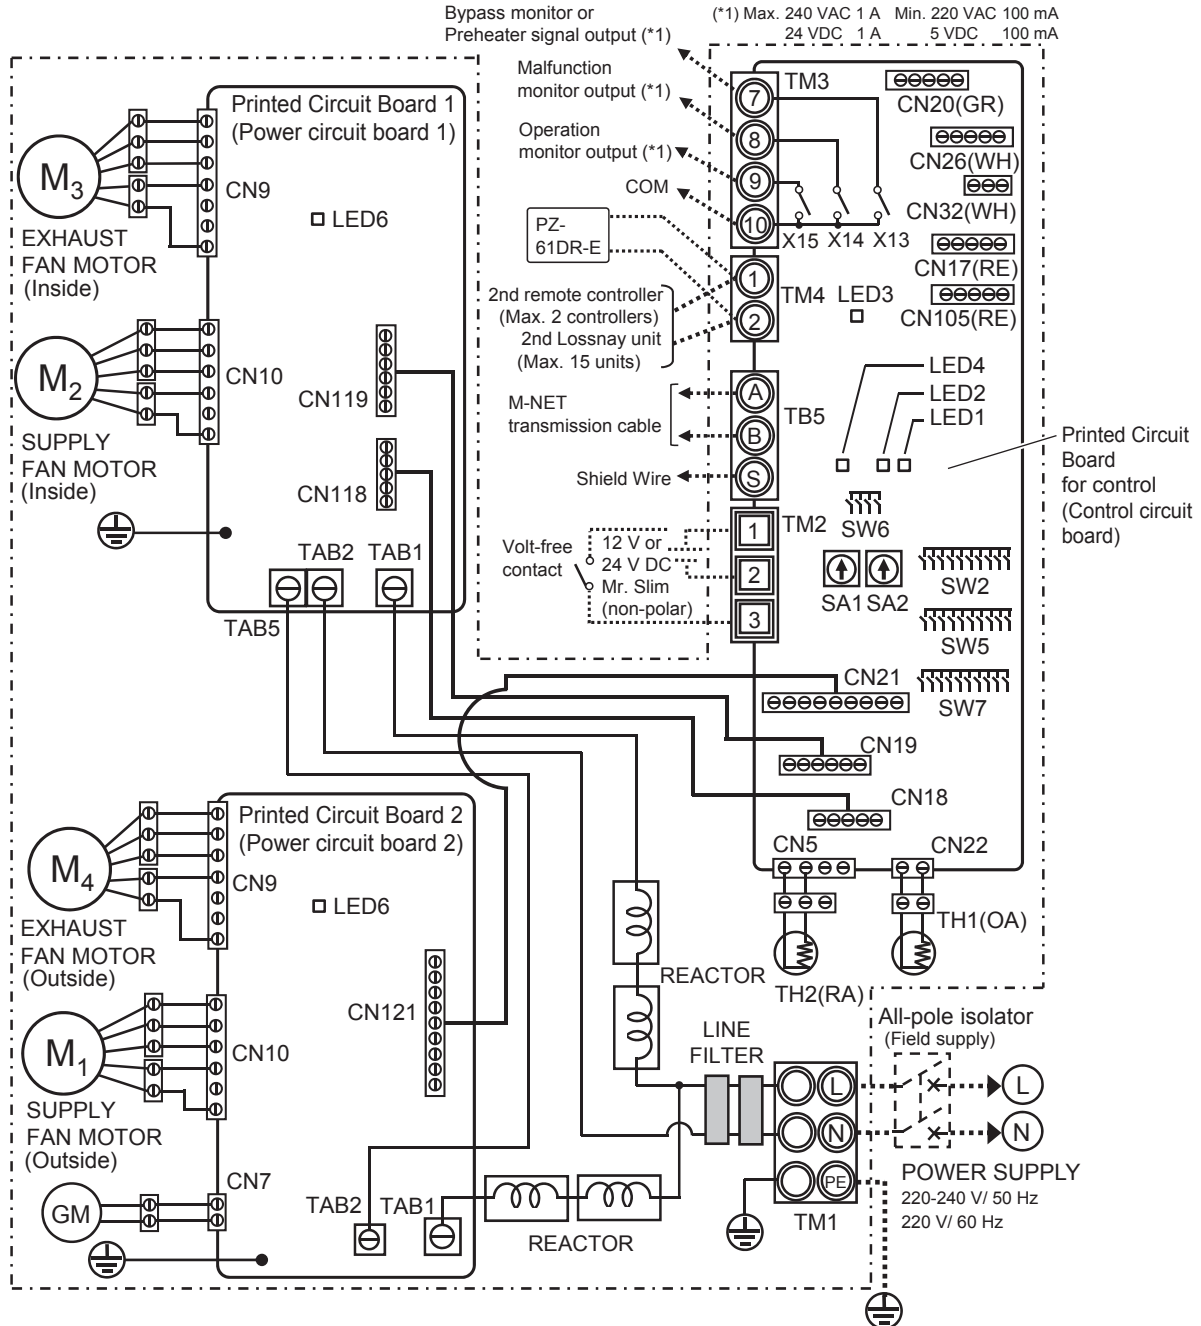 Bypass monitor or
Preheater signal output (*1)
(*1) Max. 240 VAC 1 A Min. 220 VAC 100 mA
24 VDC 1 A 5 VDC 100 mA
Malfunction
monitor output (*1)
Operation
monitor output (*1)
COM
PZ-
61DR-E
2nd remote controller
(Max. 2 controllers)
2nd Lossnay unit
(Max. 15 units)
M-NET
transmission cable
Shield Wire
Volt-free
contact
12 V or
24 V DC
Mr. Slim
(non-polar)
7
8
9
10
TM3
X15 X14 X13
1
2
TM4
A
B
S
TB5
1
2
3
TM2
CN20(GR)
CN26(WH)
CN32(WH)
CN17(RE)
CN105(RE)
LED3
LED4
LED2
LED1
Printed Circuit
Board
for control
(Control circuit
board)
SW6
SA1 SA2
SW2
SW5
SW7
CN21
CN19
CN18
CN5
CN22
TH2(RA)
TH1(OA)
Printed Circuit Board 1
(Power circuit board 1)
M3
EXHAUST
FAN MOTOR
(Inside)
CN9
LED6
M2
SUPPLY
FAN MOTOR
(Inside)
CN10
CN119
CN118
TAB2 TAB1
TAB5
Printed Circuit Board 2
(Power circuit board 2)
M4
EXHAUST
FAN MOTOR
(Outside)
CN9
LED6
M1
SUPPLY
FAN MOTOR
(Outside)
CN10
CN121
GM
CN7
TAB2 TAB1
REACTOR
REACTOR
LINE
FILTER
L
N
PE
TM1
All-pole isolator
(Field supply)
L
N
POWER SUPPLY
220-240 V/ 50 Hz
220 V/ 60 Hz